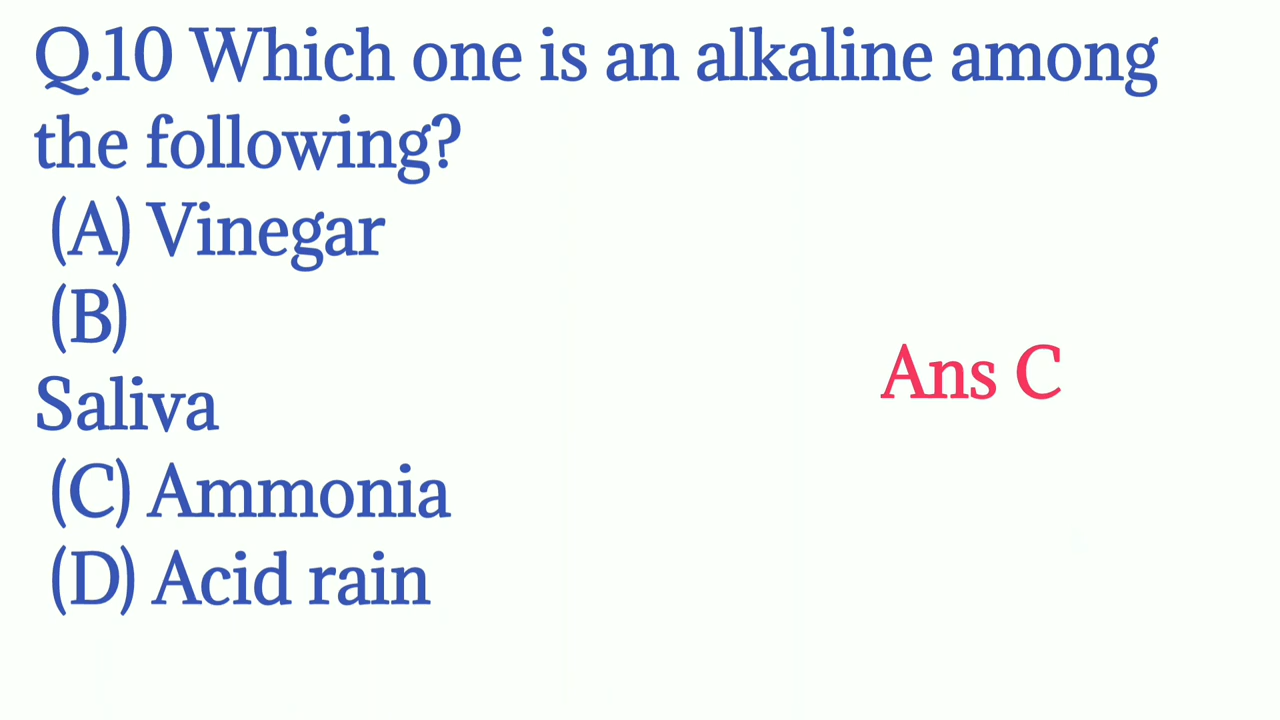 Q.10 Which one is an alkaline among
the following?
(A) Vinegar
(B)
Saliva
(C) Ammonia
(D) Acid rain
Ans C